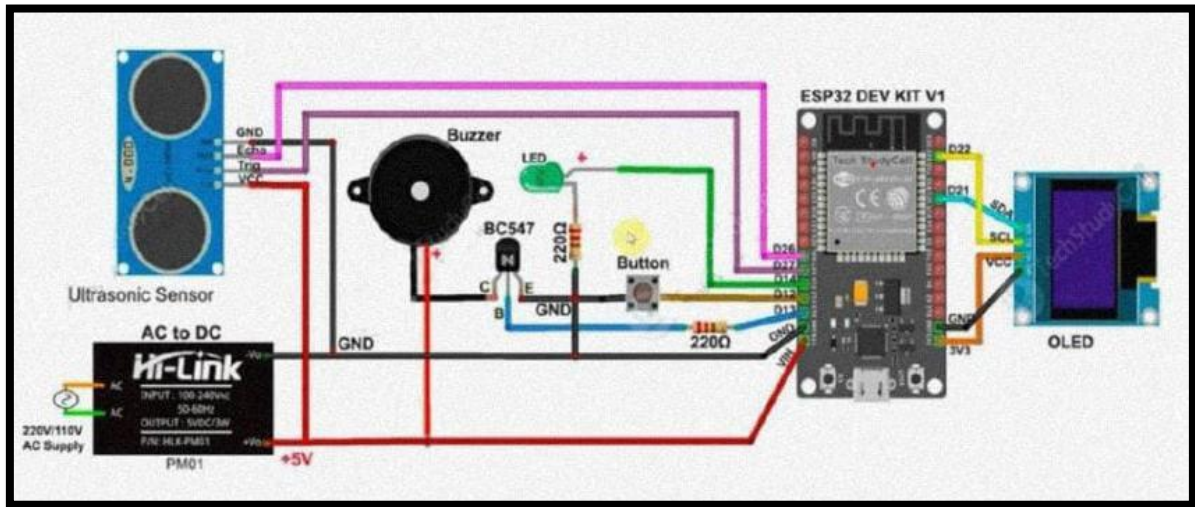 ESP32 DEV KIT V1
GND
Echo
Trig
VCC
Ultrasonic Sensor
Buzzer
+
LED
+
BC547
C
B
E
220Ω
Button
GND
220Ω
D26
D27
D14
D12
D13
GND
VIN
Tech StudyCell
CE
D22
D21
GND
3V3
SDA
SCL
VCC
OLED
AC to DC
Hi-Link
INPUT : 100-240Vac
50-60Hz
OUTPUT : 5VDC/3W
P/N: HLK-PM01
AC
AC
-Vo
+Vo
220V/110V
AC Supply
PM01
GND
+5V